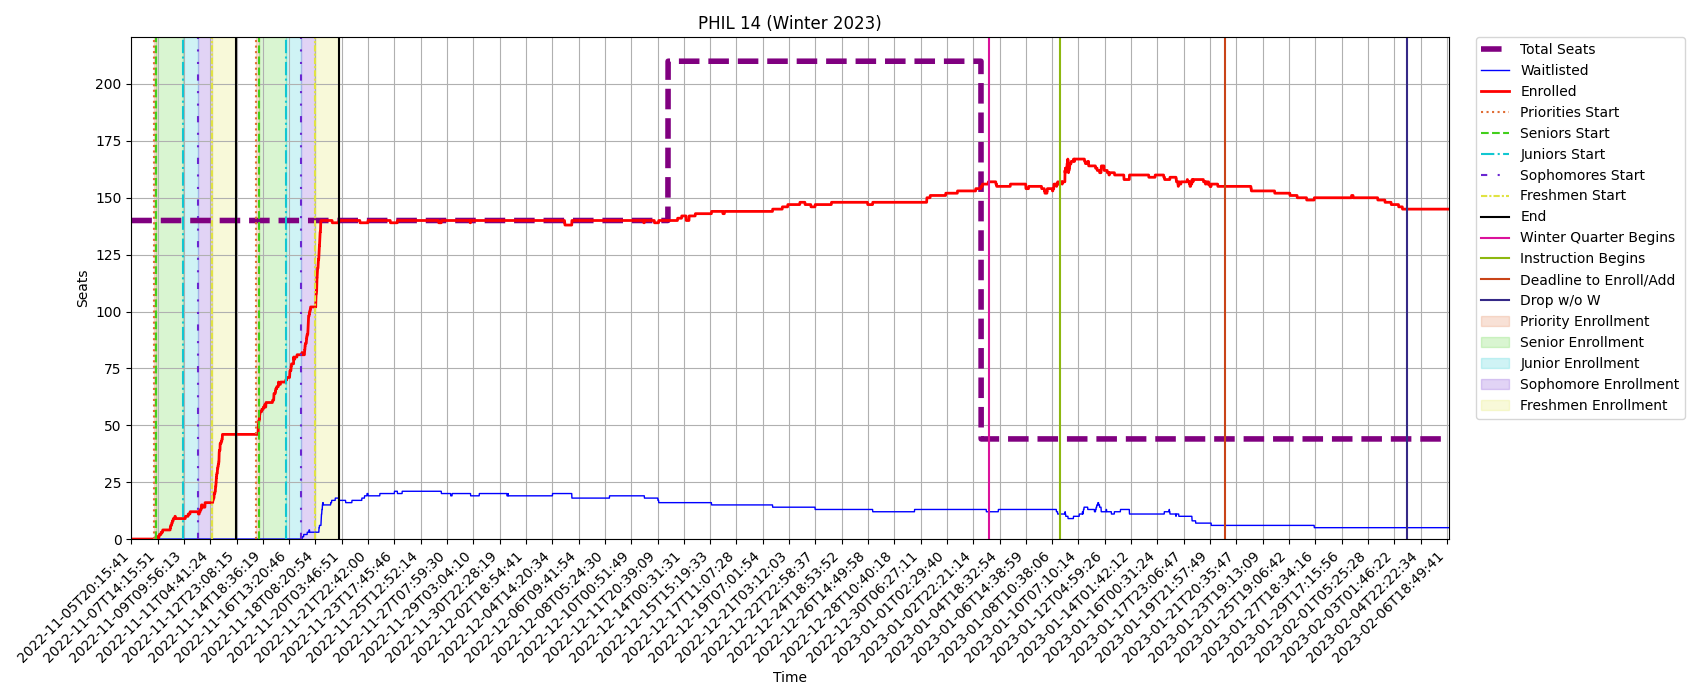 PHIL 14 (Winter 2023)
Seats
200
175
150
125
100
75
50
25
0
2022-11-05T20:15:41
2022-11-07T14:15:51
2022-11-09T09:56:13
2022-11-11T04:41:24
2022-11-12T23:08:15
2022-11-14T18:36:19
2022-11-16T13:20:46
2022-11-18T08:20:54
2022-11-20T03:46:51
2022-11-21T22:42:00
2022-11-23T17:45:46
2022-11-25T12:52:14
2022-11-27T07:59:30
2022-11-29T03:04:10
2022-11-30T22:28:19
2022-12-02T18:54:41
2022-12-04T14:20:34
2022-12-06T09:41:54
2022-12-08T05:24:30
2022-12-10T00:51:49
2022-12-11T20:39:09
2022-12-14T00:31:31
2022-12-15T15:19:33
2022-12-17T11:07:28
2022-12-19T07:01:54
2022-12-21T03:12:03
2022-12-22T22:58:37
2022-12-24T18:53:52
2022-12-26T14:49:58
2022-12-28T10:40:18
2022-12-30T06:27:11
2023-01-01T02:29:40
2023-01-02T22:21:14
2023-01-04T18:32:54
2023-01-06T14:38:59
2023-01-08T10:38:06
2023-01-10T07:10:14
2023-01-12T04:59:26
2023-01-14T01:42:12
2023-01-16T00:31:24
2023-01-17T23:06:47
2023-01-19T21:57:49
2023-01-21T20:35:47
2023-01-23T19:13:09
2023-01-25T19:06:42
2023-01-27T18:34:16
2023-01-29T17:15:56
2023-02-01T05:25:28
2023-02-03T01:46:22
2023-02-04T22:22:34
2023-02-06T18:49:41
Time
Total Seats
Waitlisted
Enrolled
Priorities Start
Seniors Start
Juniors Start
Sophomores Start
Freshmen Start
End
Winter Quarter Begins
Instruction Begins
Deadline to Enroll/Add
Drop w/o W
Priority Enrollment
Senior Enrollment
Junior Enrollment
Sophomore Enrollment
Freshmen Enrollment